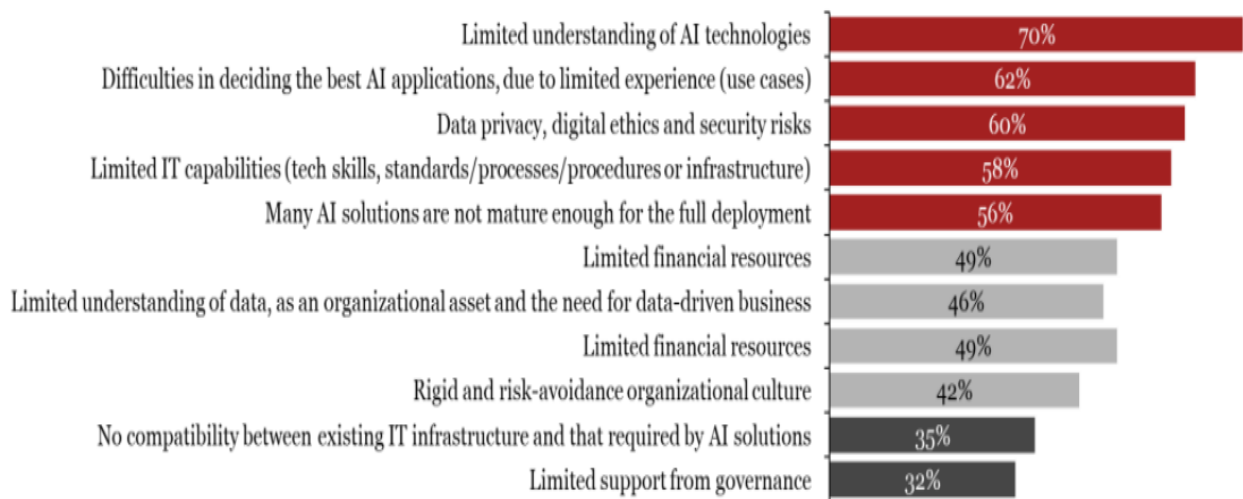 Limited understanding of AI technologies 70%
Difficulties in deciding the best AI applications, due to limited experience (use cases) 62%
Data privacy, digital ethics and security risks 60%
Limited IT capabilities (tech skills, standards/processes/procedures or infrastructure) 58%
Many AI solutions are not mature enough for the full deployment 56%
Limited financial resources 49%
Limited understanding of data, as an organizational asset and the need for data-driven business 46%
Limited financial resources 49%
Rigid and risk-avoidance organizational culture 42%
No compatibility between existing IT infrastructure and that required by AI solutions 35%
Limited support from governance 32%